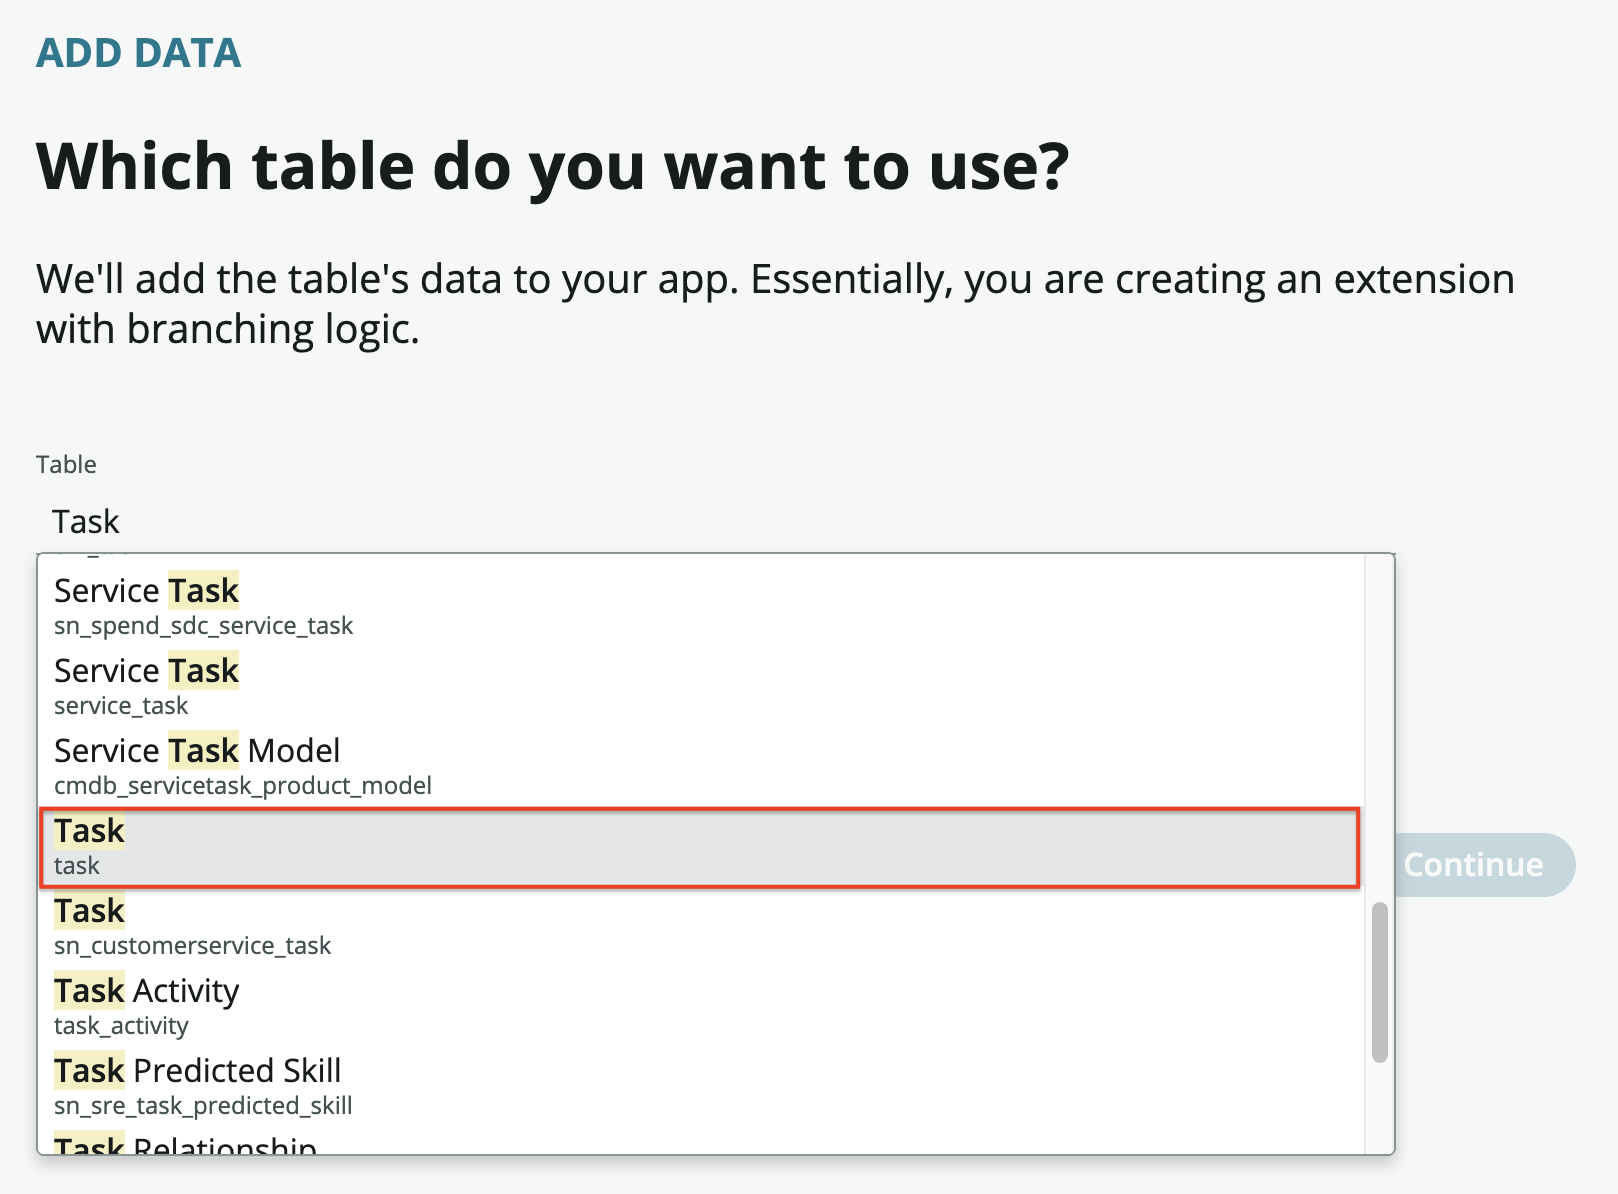 ADD DATA
Which table do you want to use?
We'll add the table's data to your app. Essentially, you are creating an extension
with branching logic.
Table
Task
Service Task
sn_spend_sdc_service_task
Service Task
service_task
Service Task Model
cmdb_servicetask_product_model
Task
task
Continue
Task
sn_customerservice_task
Task Activity
task_activity
Task Predicted Skill
sn_sre_task_predicted_skill
Task Relationship